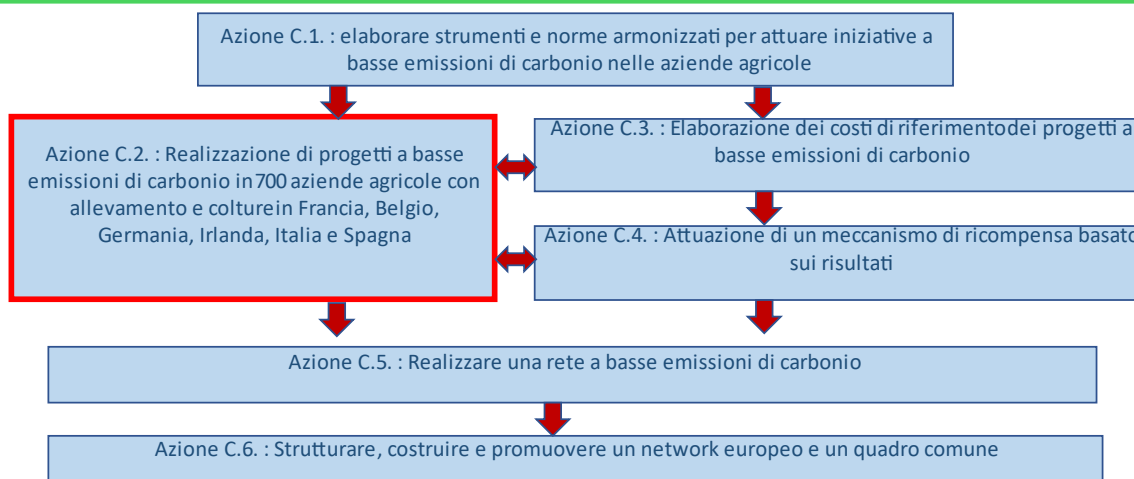 Azione C.1. : elaborare strumenti e norme armonizzati per attuare iniziative a
basse emissioni di carbonio nelle aziende agricole
Azione C.2. : Realizzazione di progetti a basse
emissioni di carbonio in700 aziende agricole con
allevamento e colturein Francia, Belgio,
Germania, Irlanda, Italia e Spagna
Azione C.3. : Elaborazione dei costi di riferimentodei progetti a
basse emissioni di carbonio
Azione C.4. : Attuazione di un meccanismo di ricompensa basato
sui risultati
Azione C.5. : Realizzare una rete a basse emissioni di carbonio
Azione C.6. : Strutturare, costruire e promuovere un network europeo e un quadro comune